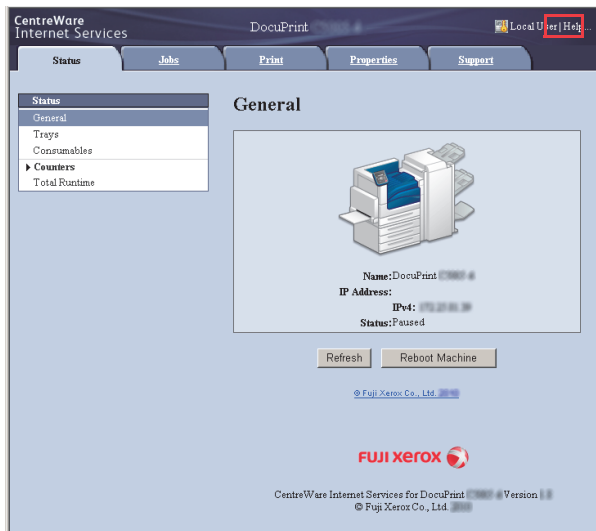 CentreWare
Internet Services
DocuPrint
Local User | Help...
Status
Jobs
Print
Properties
Support
Status
General
Trays
Consumables
Counters
Total Runtime
General
Name:DocuPrint
IP Address:
IPv4:
Status:Paused
Refresh
Reboot Machine
© Fuji Xerox Co., Ltd.
FUJI XEROX
CentreWare Internet Services for DocuPrint Version
© Fuji Xerox Co., Ltd.